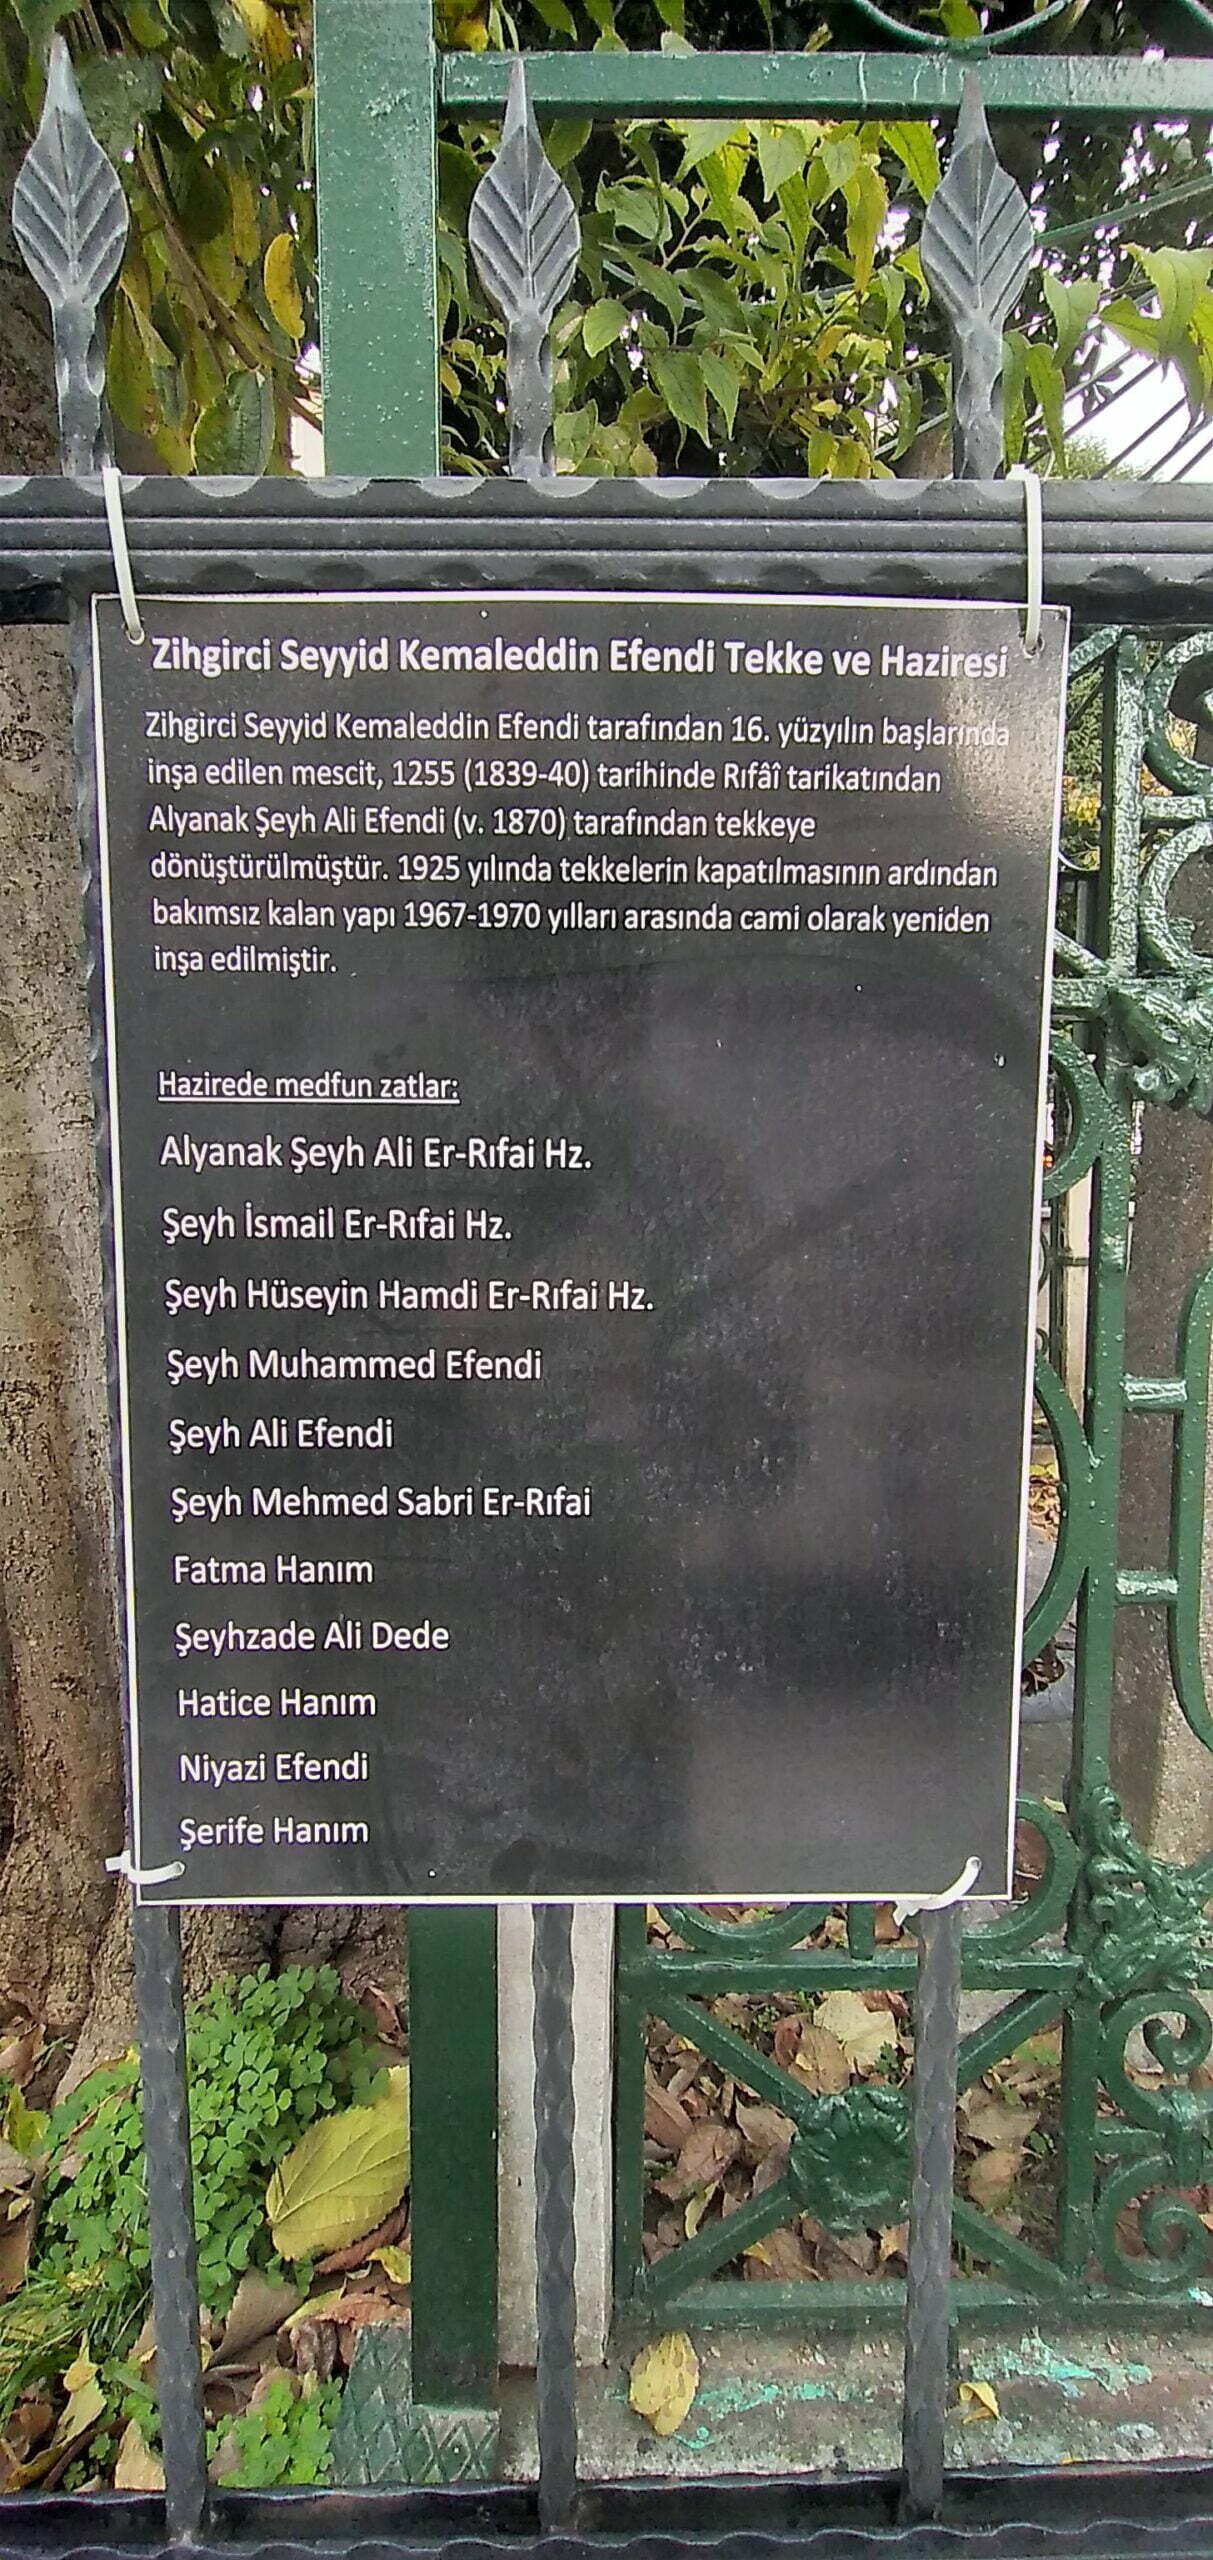 Zihgirci Seyyid Kemaleddin Efendi Tekke ve Haziresi
Zihgirci Seyyid Kemaleddin Efendi tarafından 16. yüzyılın başlarında
inşa edilen mescit, 1255 (1839-40) tarihinde Rıfâî tarikatından
Alyanak Şeyh Ali Efendi (v. 1870) tarafından tekkeye
dönüştürülmüştür. 1925 yılında tekkelerin kapatılmasının ardından
bakımsız kalan yapı 1967-1970 yılları arasında cami olarak yeniden
inşa edilmiştir.
Hazirede medfun zatlar:
Alyanak Şeyh Ali Er-Rıfai Hz.
Şeyh İsmail Er-Rıfai Hz.
Şeyh Hüseyin Hamdi Er-Rıfai Hz.
Şeyh Muhammed Efendi
Şeyh Ali Efendi
Şeyh Mehmed Sabri Er-Rıfai
Fatma Hanım
Şeyhzade Ali Dede
Hatice Hanım
Niyazi Efendi
Şerife Hanım